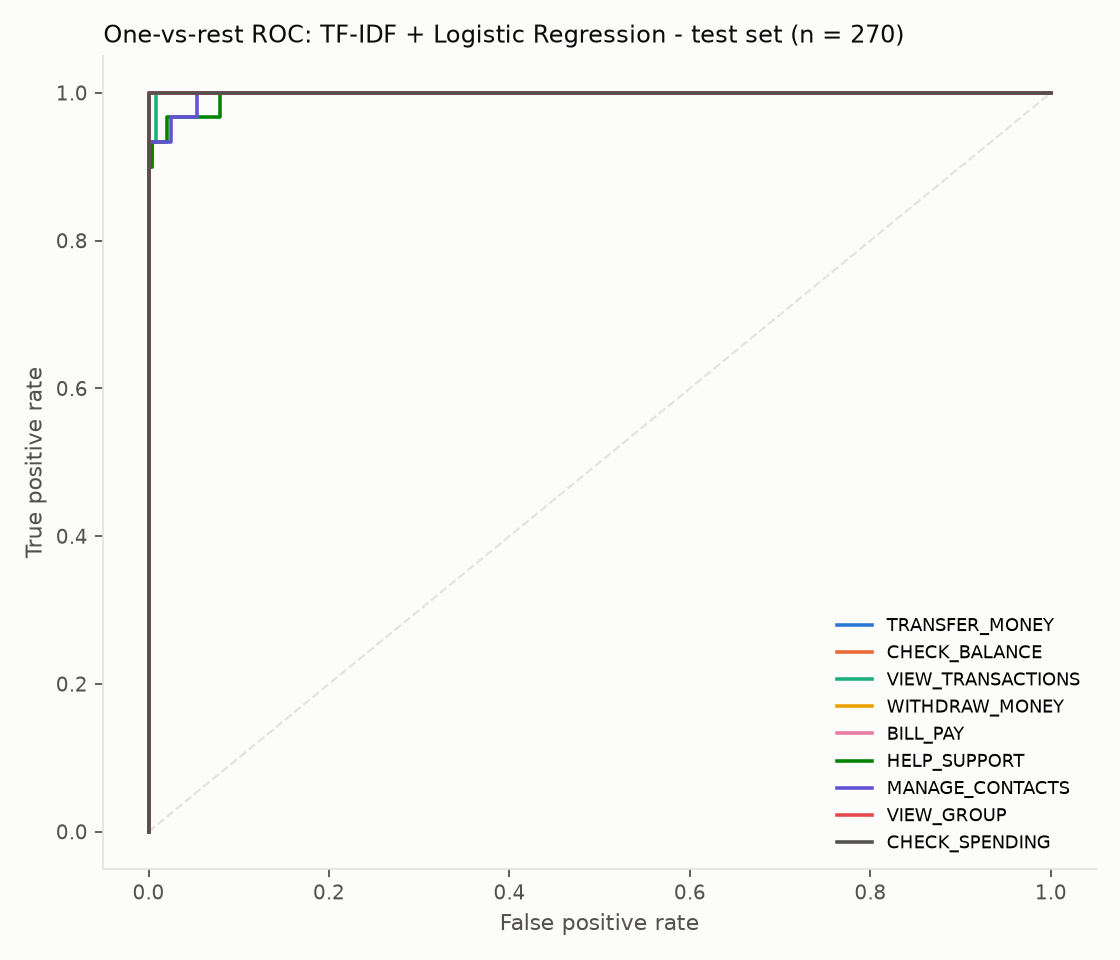 One-vs-rest ROC: TF-IDF + Logistic Regression - test set (n = 270)
1.0
0.8
0.6
0.4
0.2
0.0
True positive rate
0.0 0.2 0.4 0.6 0.8 1.0
False positive rate
TRANSFER_MONEY
CHECK_BALANCE
VIEW_TRANSACTIONS
WITHDRAW_MONEY
BILL_PAY
HELP_SUPPORT
MANAGE_CONTACTS
VIEW_GROUP
CHECK_SPENDING